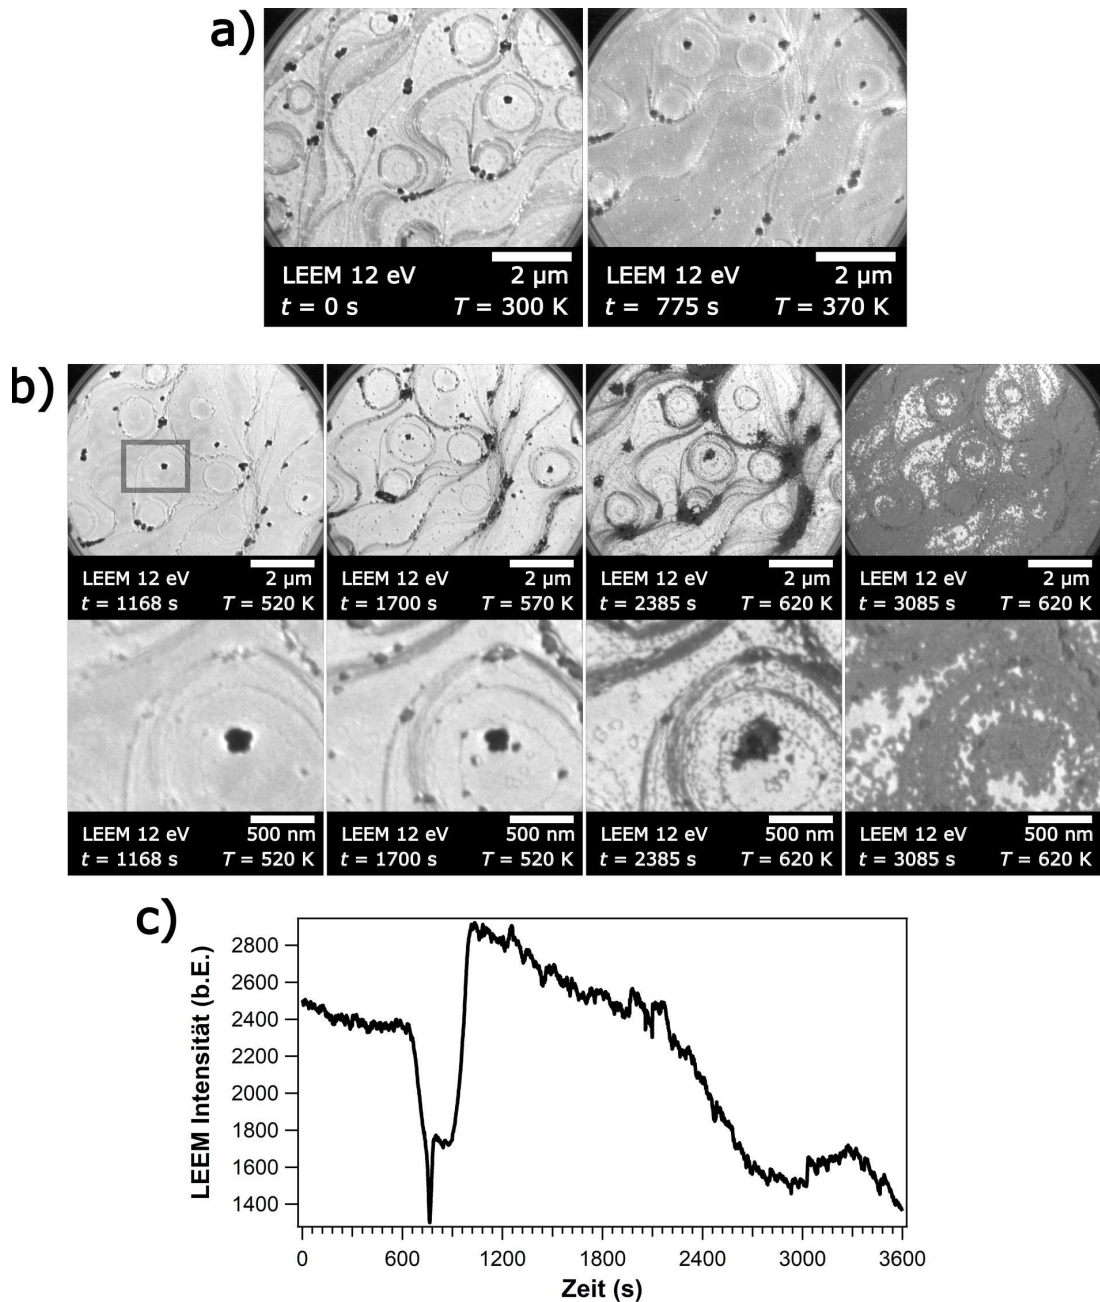 a)
LEEM 12 eV 2 µm
t = 0 s T = 300 K
LEEM 12 eV 2 µm
t = 775 s T = 370 K
b)
LEEM 12 eV 2 µm
t = 1168 s T = 520 K
LEEM 12 eV 2 µm
t = 1700 s T = 570 K
LEEM 12 eV 2 µm
t = 2385 s T = 620 K
LEEM 12 eV 2 µm
t = 3085 s T = 620 K
LEEM 12 eV 500 nm
t = 1168 s T = 520 K
LEEM 12 eV 500 nm
t = 1700 s T = 520 K
LEEM 12 eV 500 nm
t = 2385 s T = 620 K
LEEM 12 eV 500 nm
t = 3085 s T = 620 K
c)
LEEM Intensität (b.E.)
2800
2600
2400
2200
2000
1800
1600
1400
0 600 1200 1800 2400 3000 3600
Zeit (s)